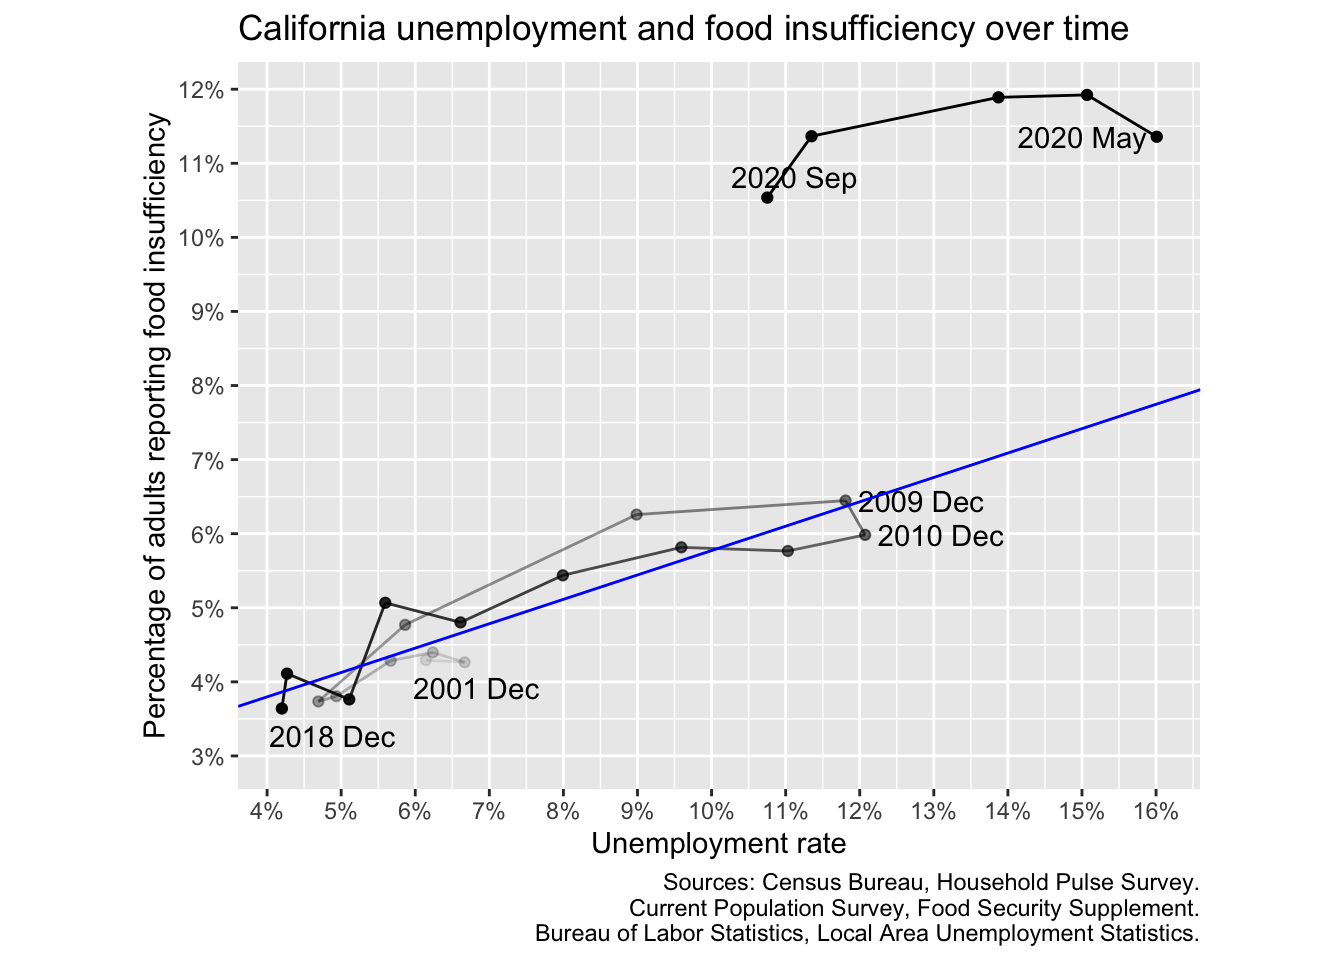 California unemployment and food insufficiency over time
Percentage of adults reporting food insufficiency
12%
11%
10%
9%
8%
7%
6%
5%
4%
3%
2020 May
2020 Sep
2009 Dec
2010 Dec
2001 Dec
2018 Dec
4% 5% 6% 7% 8% 9% 10% 11% 12% 13% 14% 15% 16%
Unemployment rate
Sources: Census Bureau, Household Pulse Survey.
Current Population Survey, Food Security Supplement.
Bureau of Labor Statistics, Local Area Unemployment Statistics.